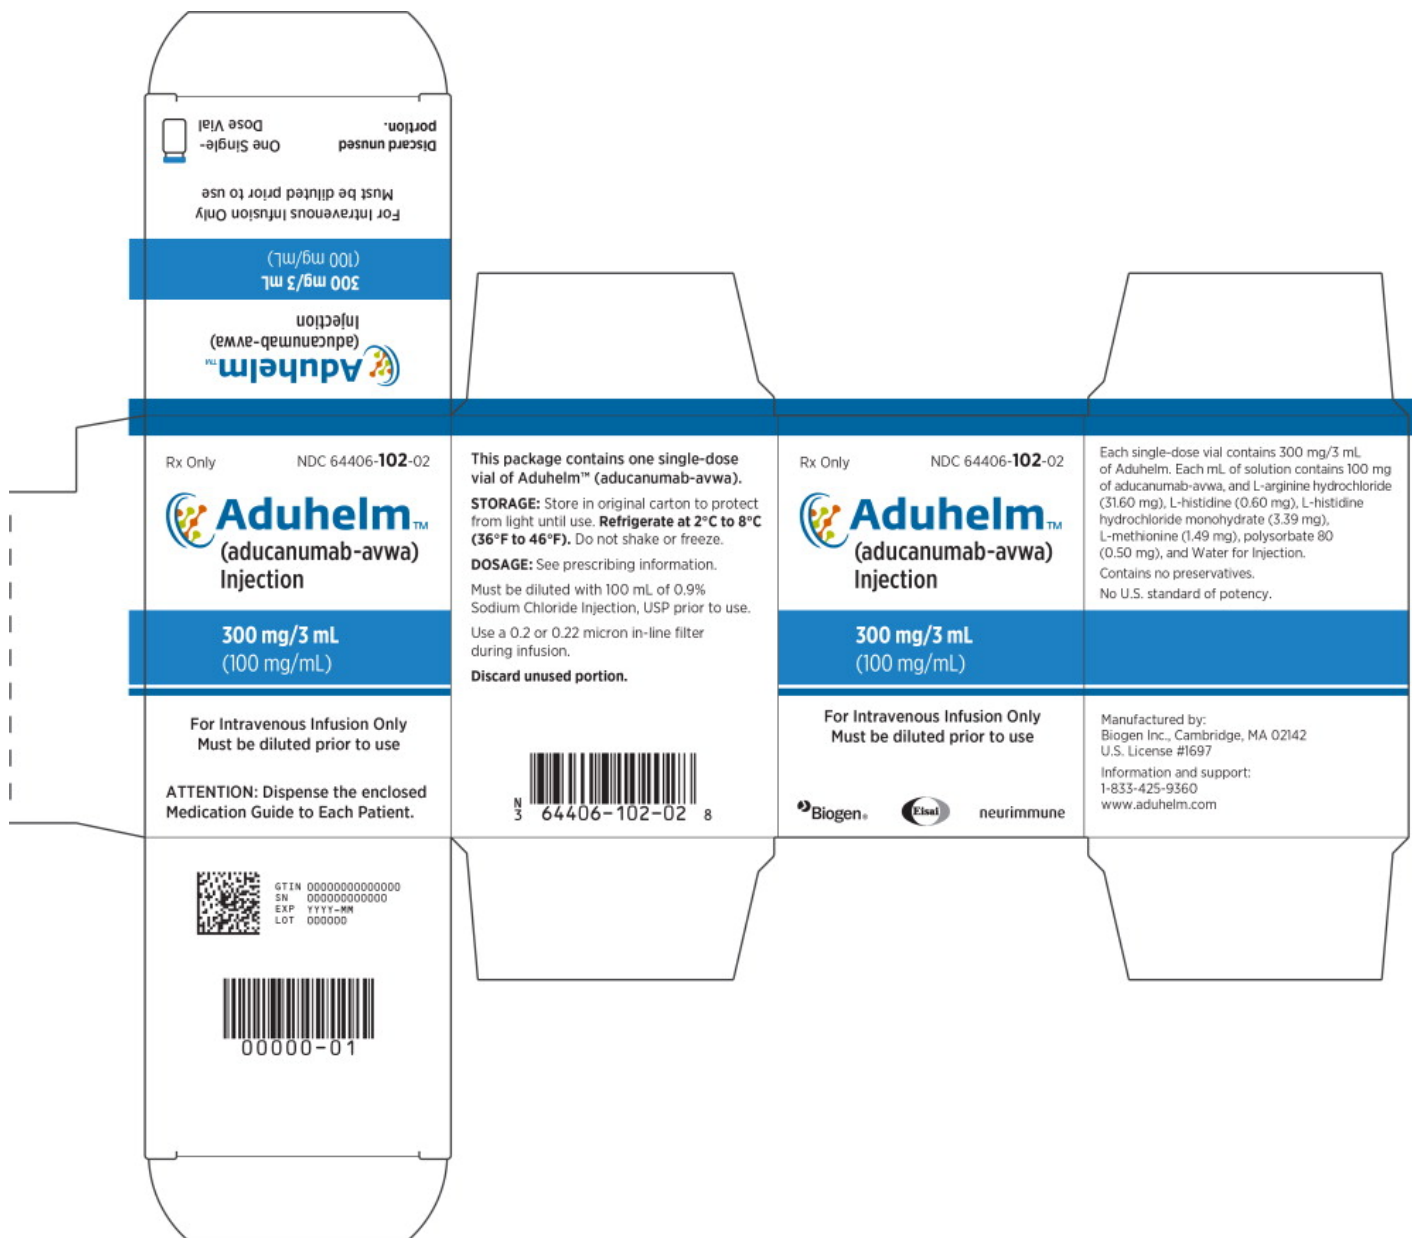 One Single-
Dose Vial
Discard unused
portion.
For Intravenous Infusion Only
Must be diluted prior to use
300 mg/3 mL
(100 mg/mL)
Aduhelm™
(aducanumab-avwa)
Injection
Rx Only
NDC 64406-102-02
Aduhelm™
(aducanumab-avwa)
Injection
300 mg/3 mL
(100 mg/mL)
For Intravenous Infusion Only
Must be diluted prior to use
ATTENTION: Dispense the enclosed
Medication Guide to Each Patient.
GTIN 00000000000000
SN 000000000000
EXP YYYY-MM
LOT 000000
00000-01
This package contains one single-dose
vial of Aduhelm™ (aducanumab-avwa).
STORAGE: Store in original carton to protect
from light until use. Refrigerate at 2°C to 8°C
(36°F to 46°F). Do not shake or freeze.
DOSAGE: See prescribing information.
Must be diluted with 100 mL of 0.9%
Sodium Chloride Injection, USP prior to use.
Use a 0.2 or 0.22 micron in-line filter
during infusion.
Discard unused portion.
N
3 64406-102-02 8
Rx Only
NDC 64406-102-02
Aduhelm™
(aducanumab-avwa)
Injection
300 mg/3 mL
(100 mg/mL)
For Intravenous Infusion Only
Must be diluted prior to use
Biogen®
Eisai
neurimmune
Each single-dose vial contains 300 mg/3 mL
of Aduhelm. Each mL of solution contains 100 mg
of aducanumab-avwa, and L-arginine hydrochloride
(31.60 mg), L-histidine (0.60 mg), L-histidine
hydrochloride monohydrate (3.39 mg),
L-methionine (1.49 mg), polysorbate 80
(0.50 mg), and Water for Injection.
Contains no preservatives.
No U.S. standard of potency.
Manufactured by:
Biogen Inc., Cambridge, MA 02142
U.S. License #1697
Information and support:
1-833-425-9360
www.aduhelm.com